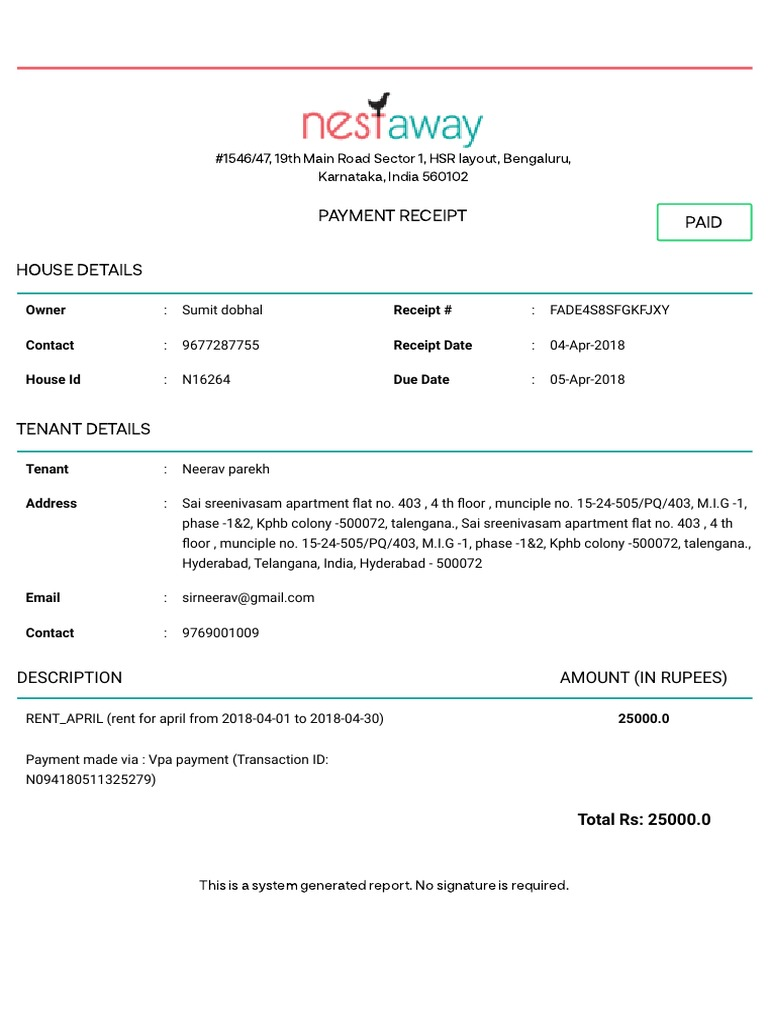 nestaway
#1546/47, 19th Main Road Sector 1, HSR layout, Bengaluru,
Karnataka, India 560102
PAYMENT RECEIPT
PAID
HOUSE DETAILS
Owner : Sumit dobhal Receipt # : FADE4S8SFGKFJXY
Contact : 9677287755 Receipt Date : 04-Apr-2018
House Id : N16264 Due Date : 05-Apr-2018
TENANT DETAILS
Tenant : Neerav parekh
Address : Sai sreenivasam apartment flat no. 403 , 4 th floor , munciple no. 15-24-505/PQ/403, M.I.G -1,
phase -1&2, Kphb colony -500072, talengana., Sai sreenivasam apartment flat no. 403 , 4 th
floor , munciple no. 15-24-505/PQ/403, M.I.G -1, phase -1&2, Kphb colony -500072, talengana.,
Hyderabad, Telangana, India, Hyderabad - 500072
Email : sirneerav@gmail.com
Contact : 9769001009
DESCRIPTION AMOUNT (IN RUPEES)
RENT_APRIL (rent for april from 2018-04-01 to 2018-04-30) 25000.0
Payment made via : Vpa payment (Transaction ID:
N094180511325279)
Total Rs: 25000.0
This is a system generated report. No signature is required.